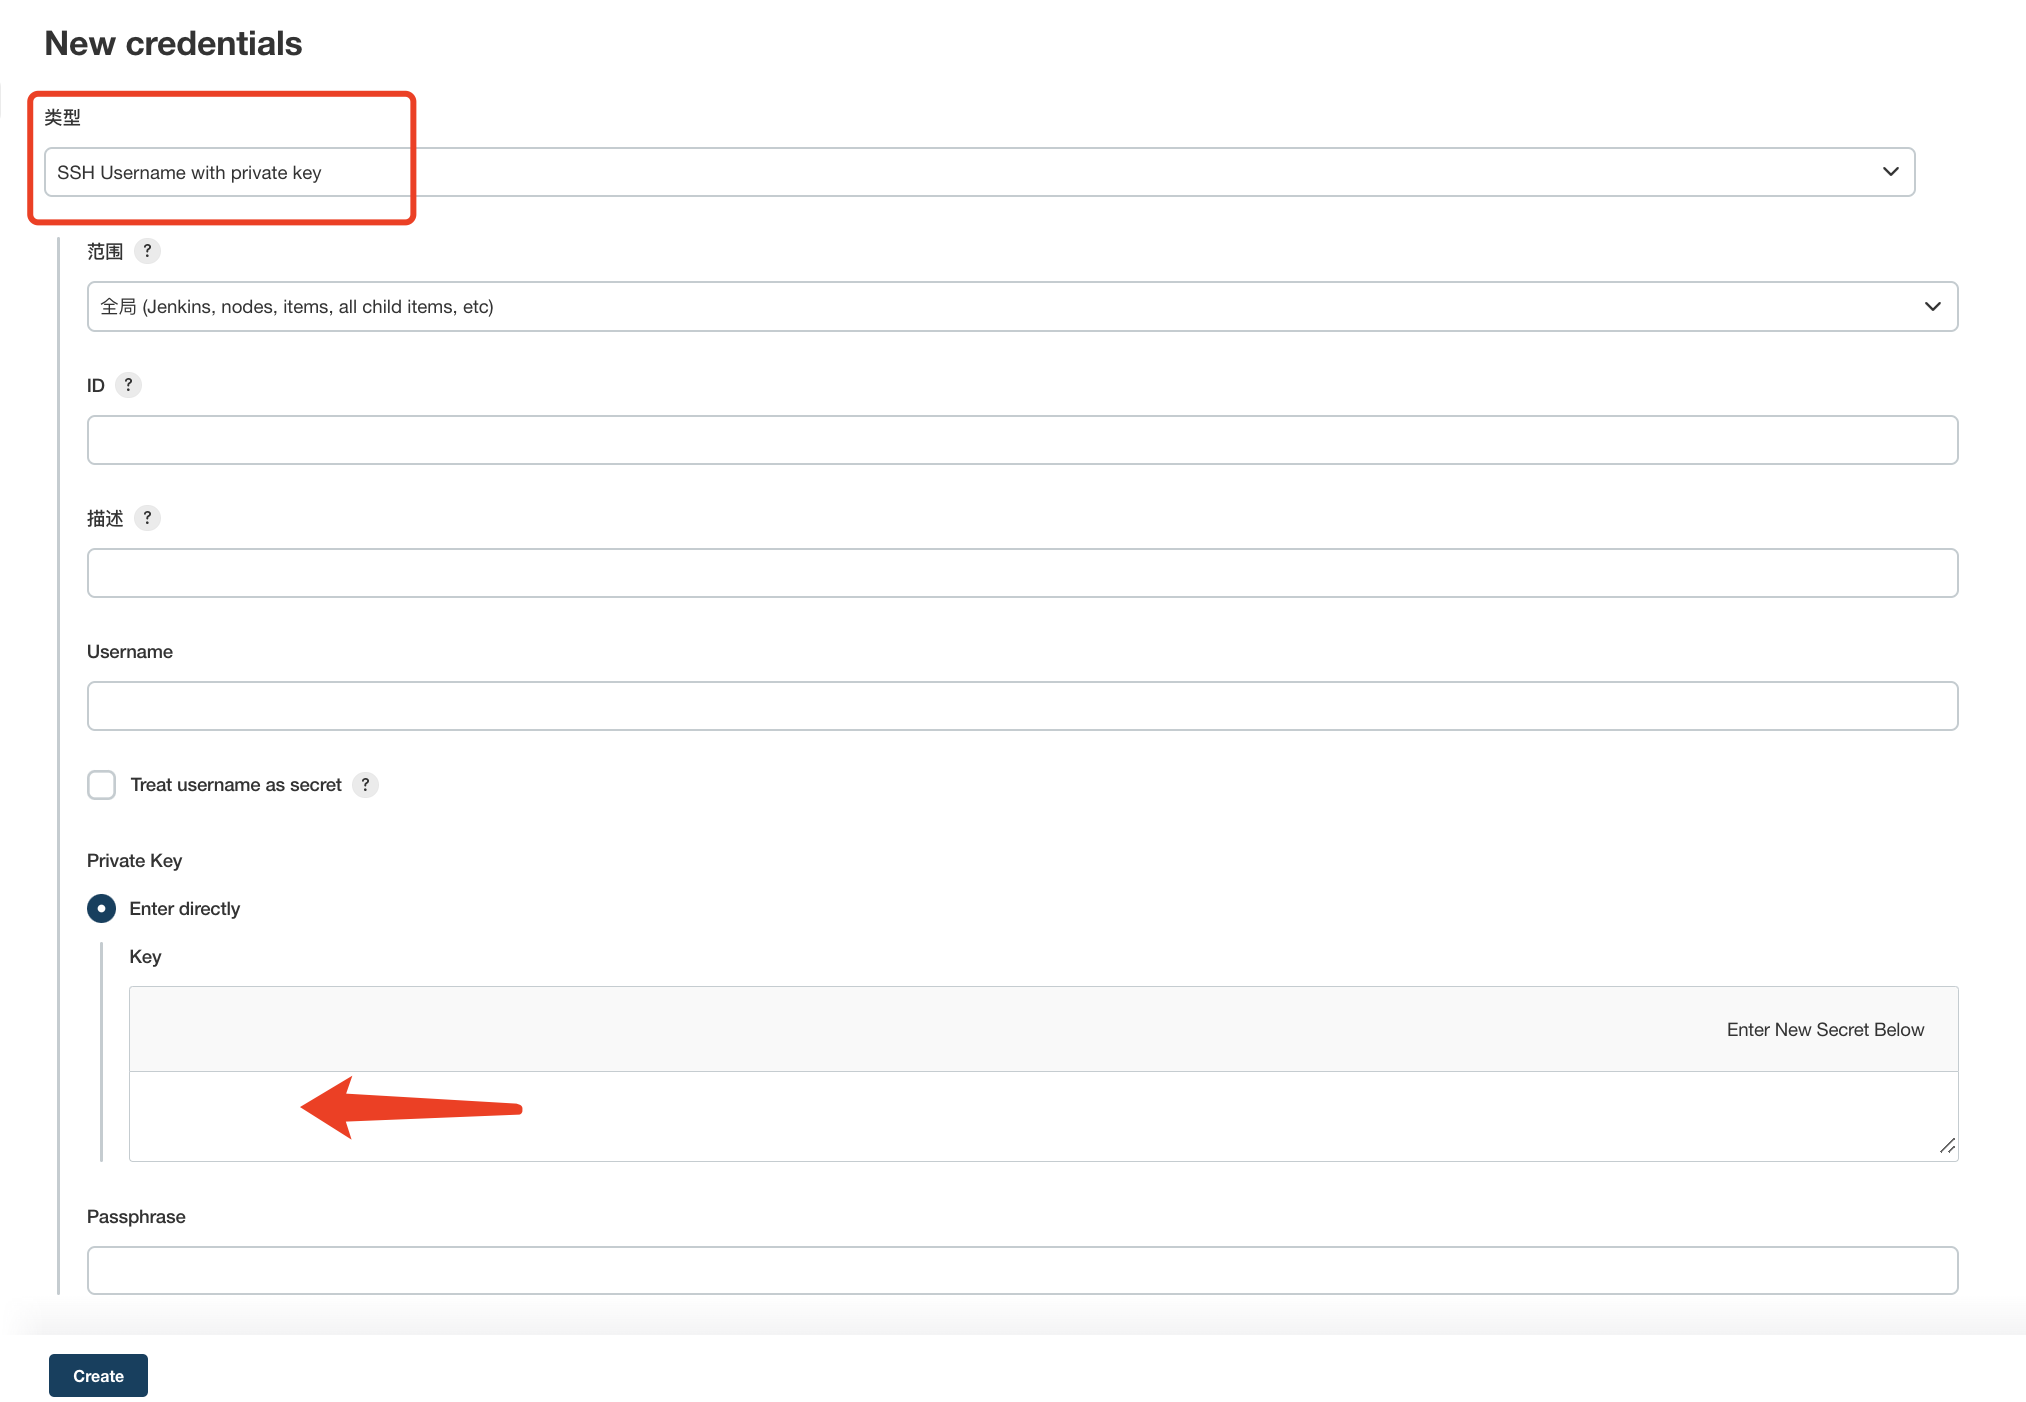 New credentials
类型
SSH Username with private key
范围 ?
全局 (Jenkins, nodes, items, all child items, etc)
ID ?
描述 ?
Username
Treat username as secret ?
Private Key
Enter directly
Key
Enter New Secret Below
Passphrase
Create